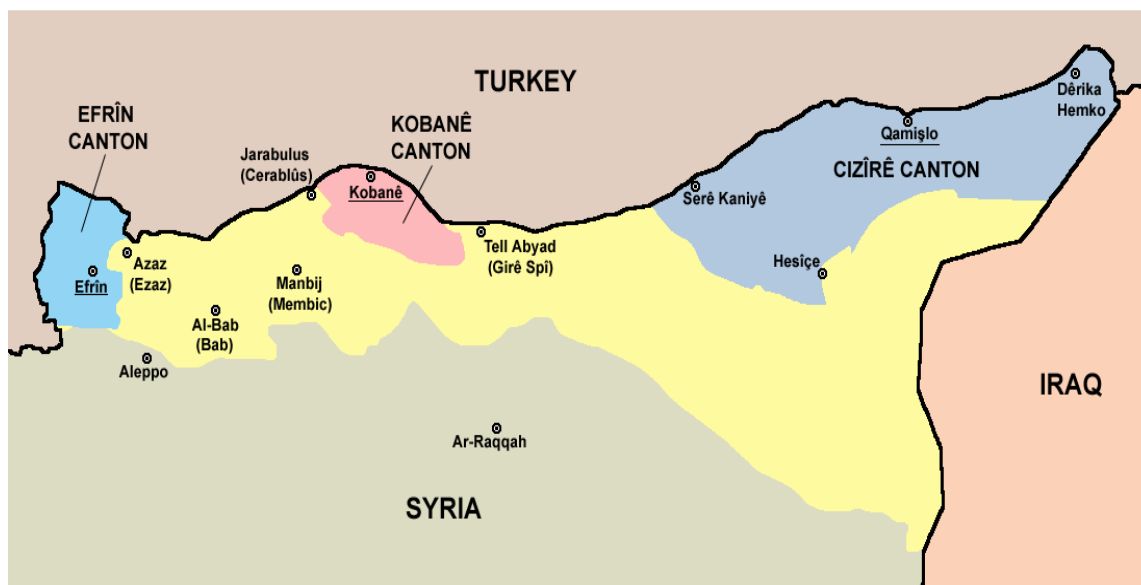 TURKEY
EFRÎN
CANTON
KOBANÊ
CANTON
Jarabulus
(Cerablûs)
Kobanê
Dêrika
Hemko
Qamişlo
CIZÎRÊ CANTON
Serê Kaniyê
Tell Abyad
(Girê Spî)
Azaz
(Ezaz)
Efrîn
Manbij
(Membic)
Hesîçe
Al-Bab
(Bab)
Aleppo
IRAQ
Ar-Raqqah
SYRIA